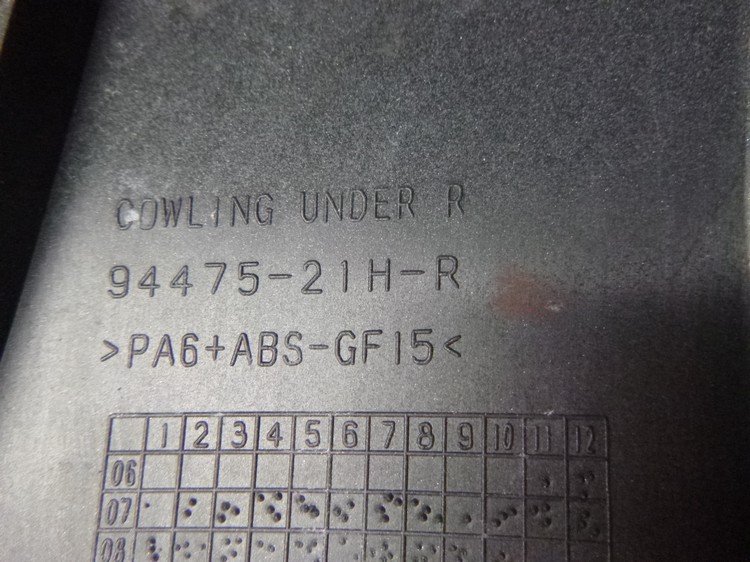 COWLING UNDER R
94475-21H-R
>PA6+ABS-GF15<
1 2 3 4 5 6 7 8 9 10 11 12
06
07
08